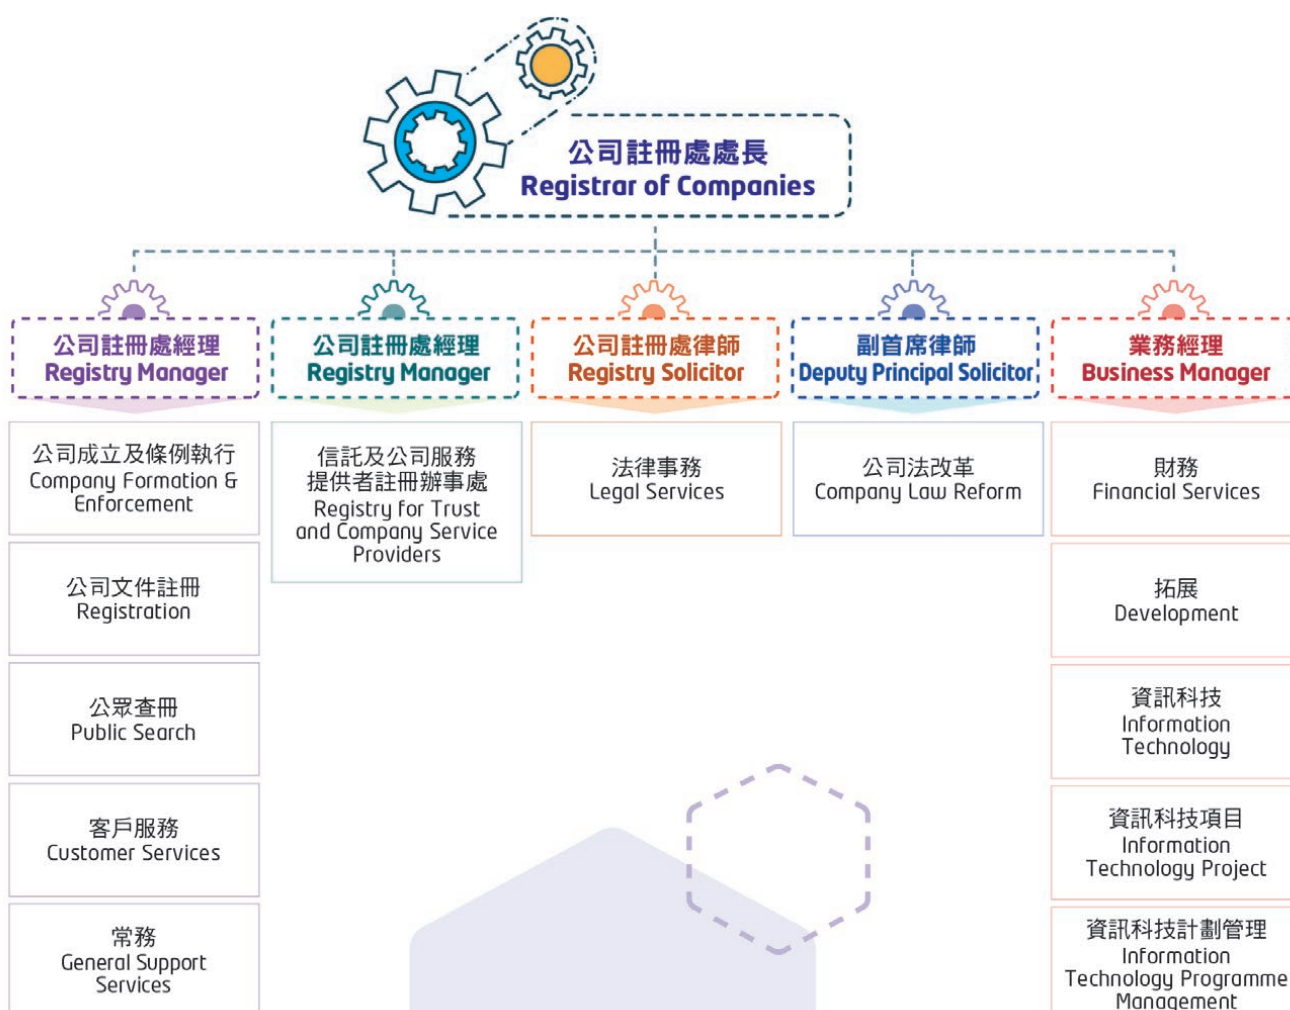 公司註冊處處長
Registrar of Companies
公司註冊處經理
Registry Manager
公司成立及條例執行
Company Formation &
Enforcement
公司文件註冊
Registration
公眾查冊
Public Search
客戶服務
Customer Services
常務
General Support
Services
公司註冊處經理
Registry Manager
信託及公司服務
提供者註冊辦事處
Registry for Trust
and Company Service
Providers
公司註冊處律師
Registry Solicitor
法律事務
Legal Services
副首席律師
Deputy Principal Solicitor
公司法改革
Company Law Reform
業務經理
Business Manager
財務
Financial Services
拓展
Development
資訊科技
Information
Technology
資訊科技項目
Information
Technology Project
資訊科技計劃管理
Information
Technology Programme
Management